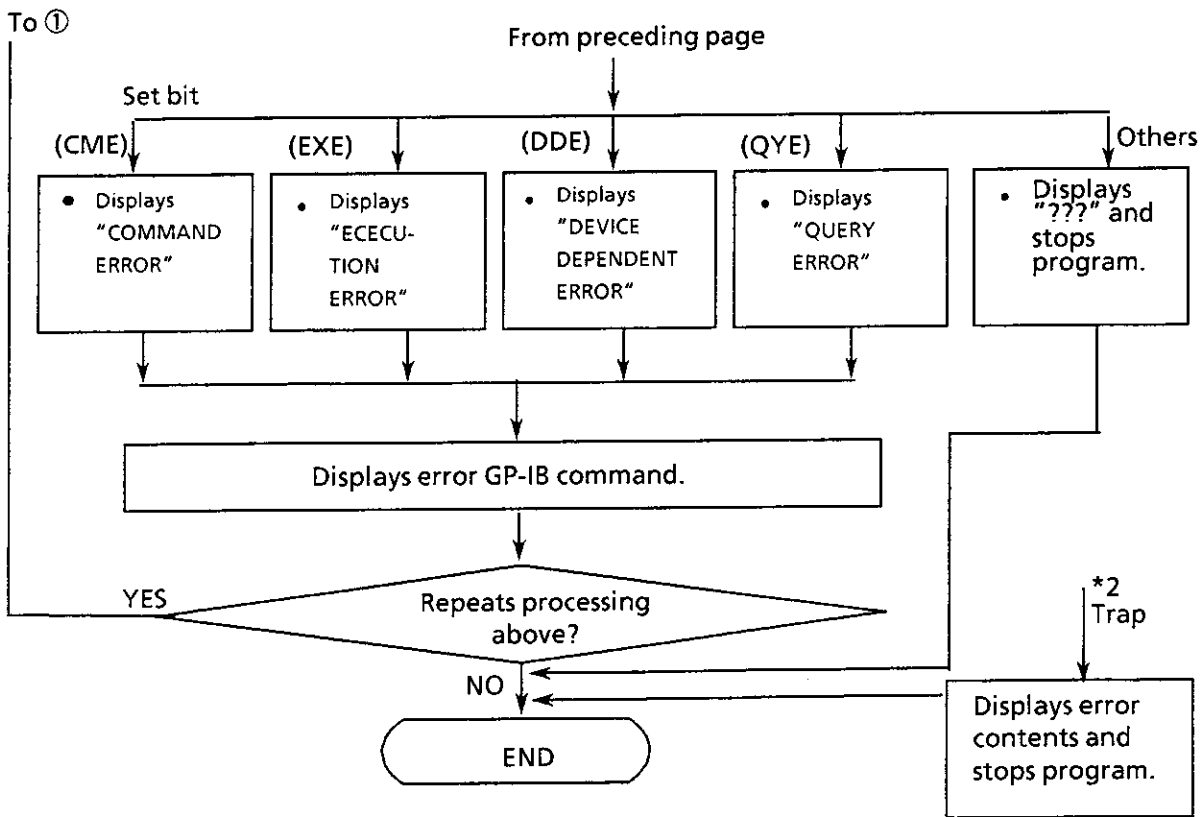 To ①
From preceding page
Set bit
(CME)
(EXE)
(DDE)
(QYE)
Others
• Displays
"COMMAND
ERROR"
• Displays
"ECECU-
TION
ERROR"
• Displays
"DEVICE
DEPENDENT
ERROR"
• Displays
"QUERY
ERROR"
• Displays
"???" and
stops
program.
Displays error GP-IB command.
YES
Repeats processing
above?
NO
*2
Trap
Displays error
contents and
stops program.
END